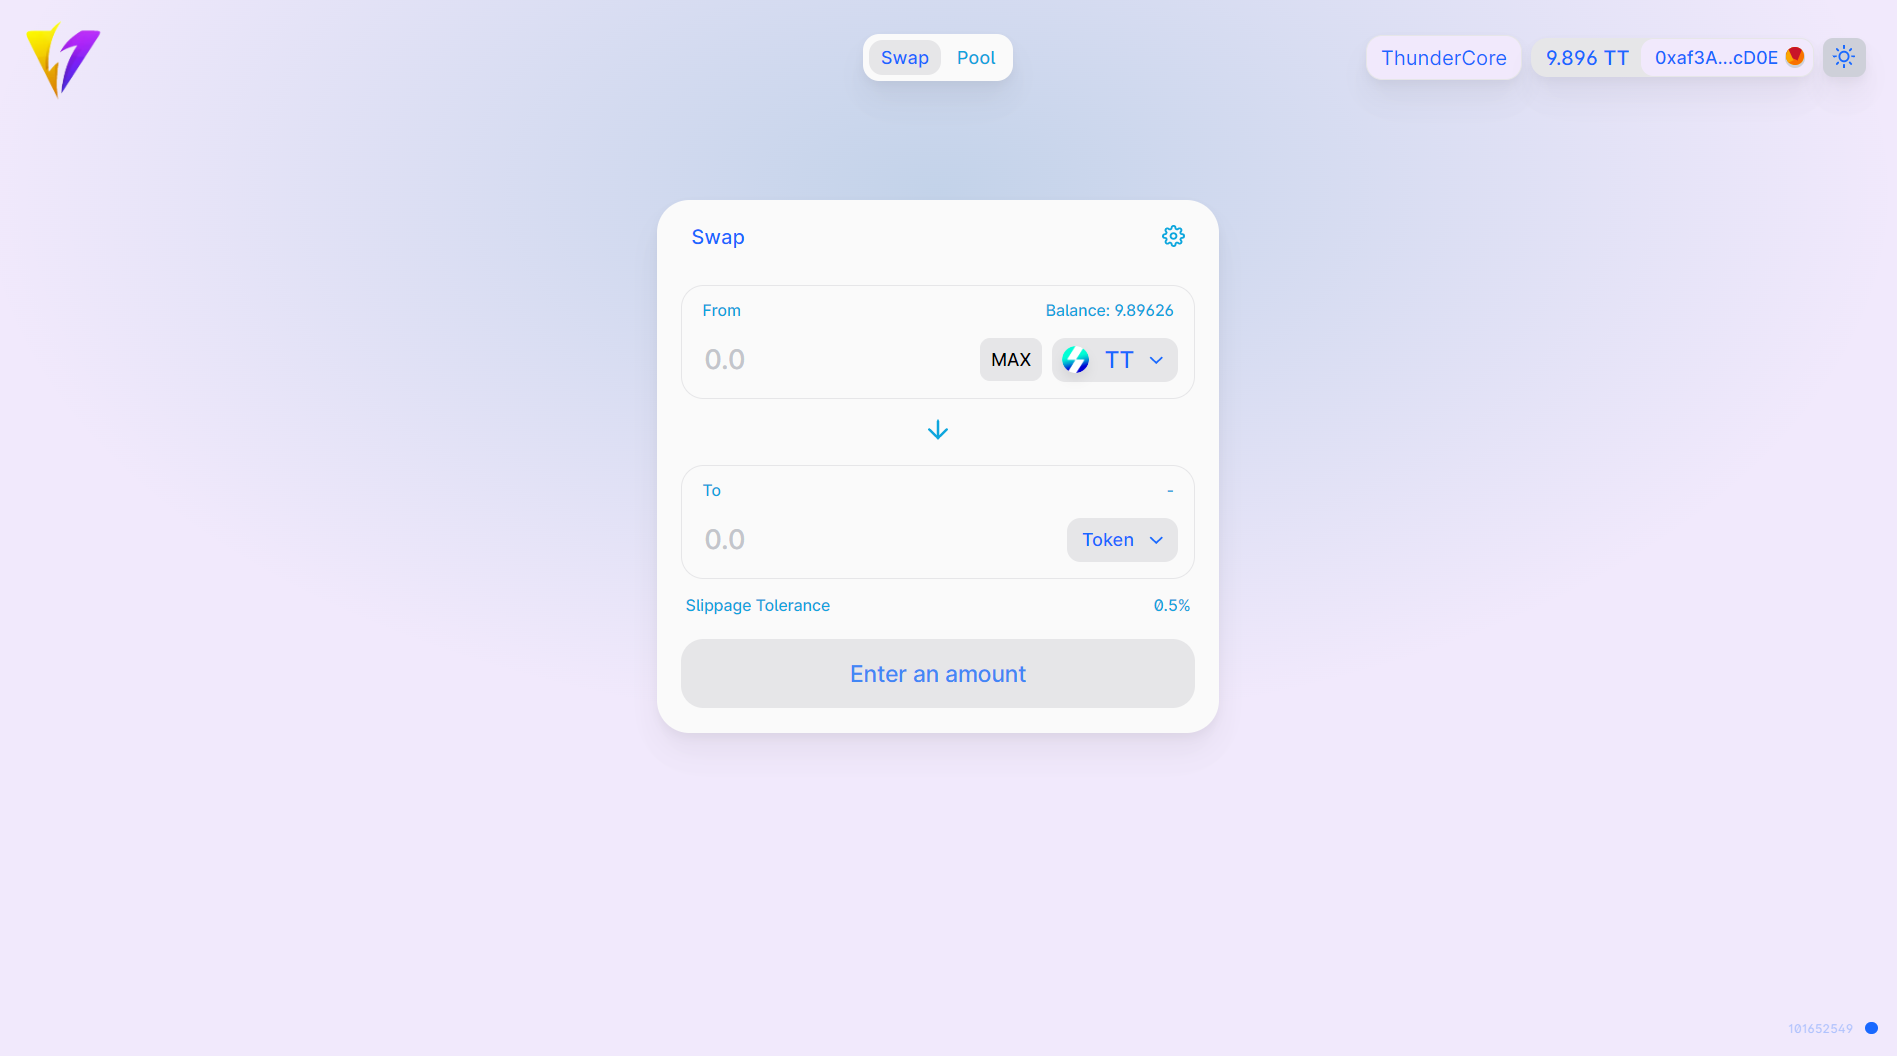 Swap Pool ThunderCore 9.896 TT 0xaf3A...cD0E
Swap
From Balance: 9.89626
0.0 MAX TT
To -
0.0 Token
Slippage Tolerance 0.5%
Enter an amount
101652549